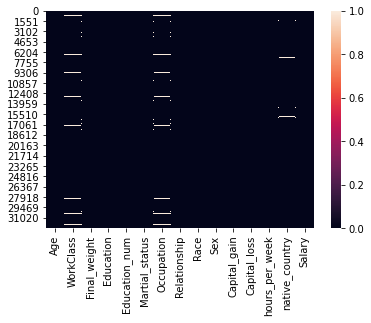 0
1551
3102
4653
6204
7755
9306
10857
12408
13959
15510
17061
18612
20163
21714
23265
24816
26367
27918
29469
31020
Age
WorkClass
Final_weight
Education
Education_num
Martial_status
Occupation
Relationship
Race
Sex
Capital_gain
Capital_loss
hours_per_week
native_country
Salary
1.0
0.8
0.6
0.4
0.2
0.0